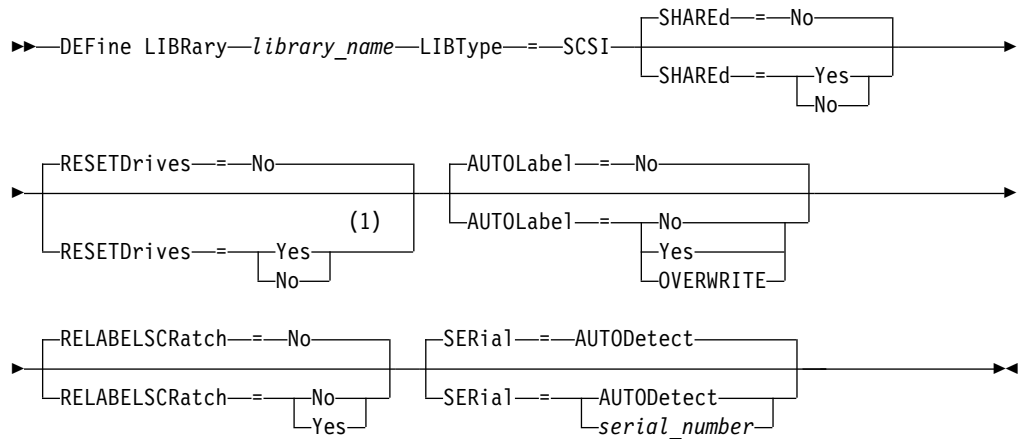 SHAREd = No
DEFine LIBRary library_name LIBType = SCSI
SHAREd = Yes
No
RESETDrives = No
AUTOLabel = No
(1)
RESETDrives = Yes
No
AUTOLabel = No
Yes
OVERWRITE
RELABELSCRatch = No
SERial = AUTODetect
RELABELSCRatch = No
Yes
SERial = AUTODetect
serial_number